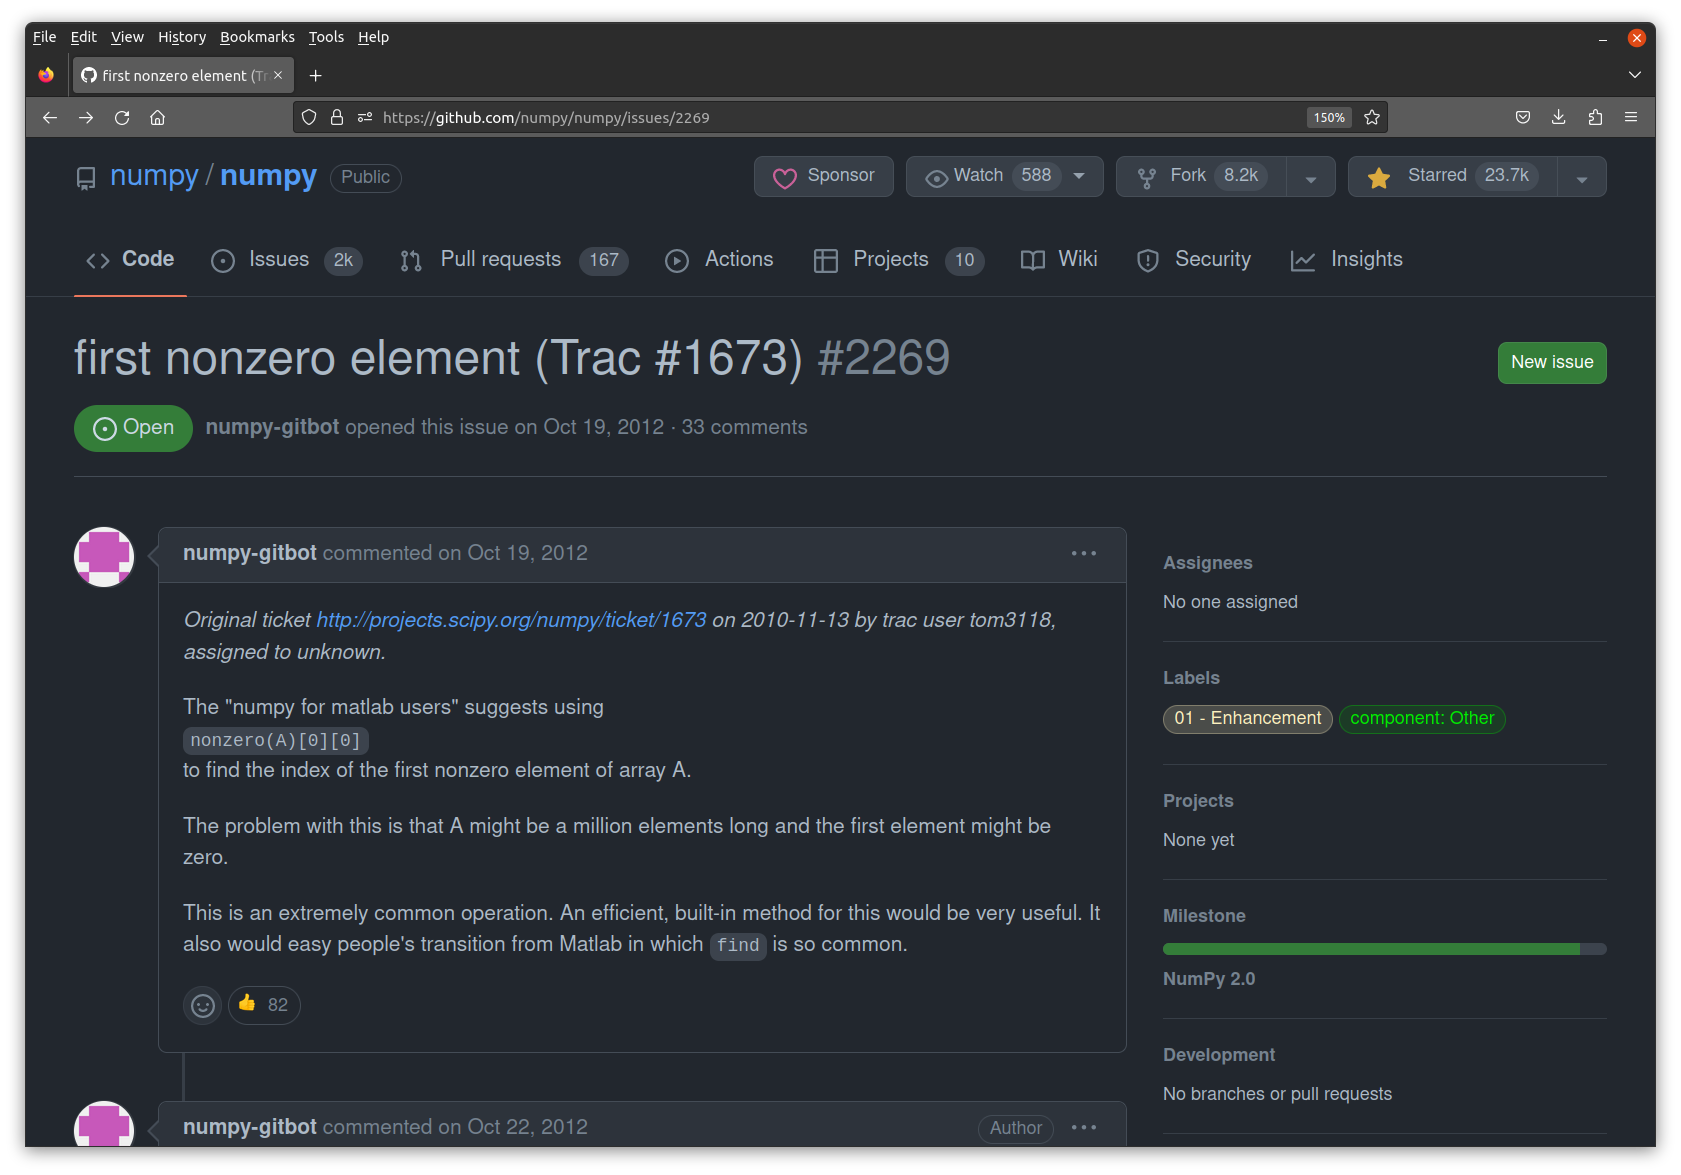 File Edit View History Bookmarks Tools Help
first nonzero element (Tr
https://github.com/numpy/numpy/issues/2269 150%
numpy / numpy Public Sponsor Watch 588 Fork 8.2k Starred 23.7k
Code Issues 2k Pull requests 167 Actions Projects 10 Wiki Security Insights
first nonzero element (Trac #1673) #2269
New issue
Open numpy-gitbot opened this issue on Oct 19, 2012 · 33 comments
numpy-gitbot commented on Oct 19, 2012
Original ticket http://projects.scipy.org/numpy/ticket/1673 on 2010-11-13 by trac user tom3118,
assigned to unknown.
The "numpy for matlab users" suggests using
nonzero(A)[0][0]
to find the index of the first nonzero element of array A.
The problem with this is that A might be a million elements long and the first element might be
zero.
This is an extremely common operation. An efficient, built-in method for this would be very useful. It
also would easy people's transition from Matlab in which find is so common.
👍 82
numpy-gitbot commented on Oct 22, 2012 Author
Assignees
No one assigned
Labels
01 - Enhancement component: Other
Projects
None yet
Milestone
NumPy 2.0
Development
No branches or pull requests